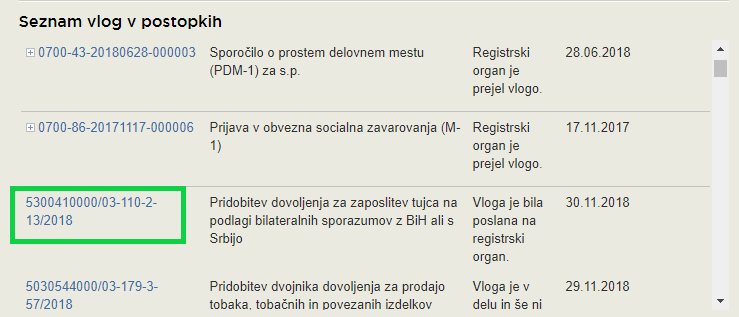 Seznam vlog v postopkih
0700-43-20180628-000003 Sporočilo o prostem delovnem mestu Registrski 28.06.2018
(PDM-1) za s.p. organ je
prejel vlogo.
0700-86-20171117-000006 Prijava v obvezna socialna zavarovanja (M- Registrski 17.11.2017
1) organ je
prejel vlogo.
5300410000/03-110-2- Pridobitev dovoljenja za zaposlitev tujca na Vloga je bila 30.11.2018
13/2018 podlagi bilateralnih sporazumov z BiH ali s poslana na
Srbijo registrski
organ.
5030544000/03-179-3- Pridobitev dvojnika dovoljenja za prodajo Vloga je v 29.11.2018
57/2018 tobaka, tobačnih in povezanih izdelkov delu in še ni